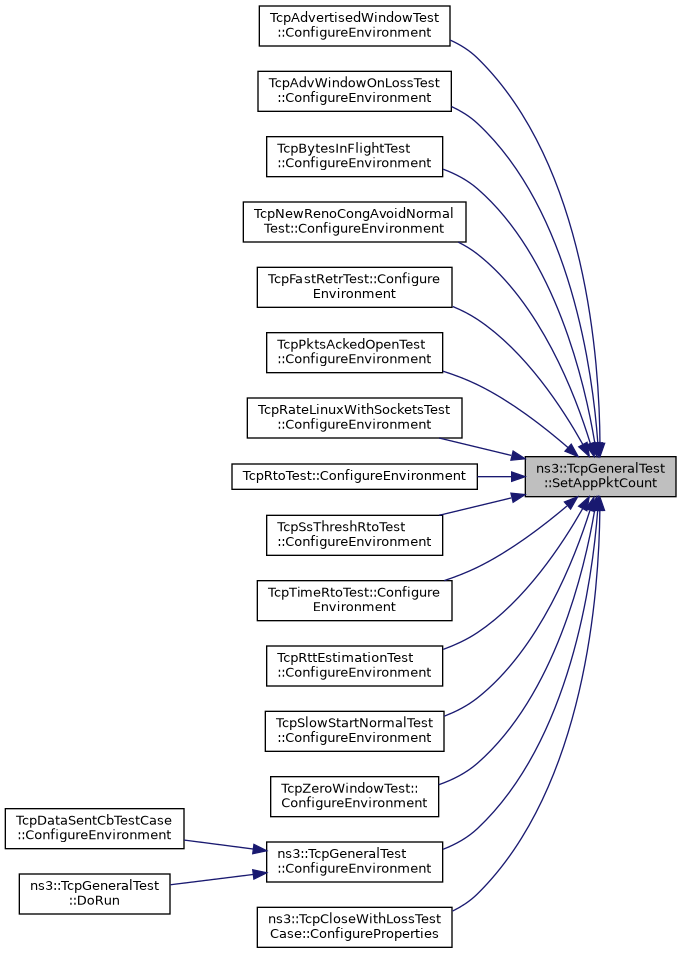 TcpAdvertisedWindowTest
::ConfigureEnvironment
TcpAdvWindowOnLossTest
::ConfigureEnvironment
TcpBytesInFlightTest
::ConfigureEnvironment
TcpNewRenoCongAvoidNormal
Test::ConfigureEnvironment
TcpFastRetrTest::Configure
Environment
TcpPktsAckedOpenTest
::ConfigureEnvironment
TcpRateLinuxWithSocketsTest
::ConfigureEnvironment
ns3::TcpGeneralTest
::SetAppPktCount
TcpRtoTest::ConfigureEnvironment
TcpSsThreshRtoTest
::ConfigureEnvironment
TcpTimeRtoTest::Configure
Environment
TcpRttEstimationTest
::ConfigureEnvironment
TcpSlowStartNormalTest
::ConfigureEnvironment
TcpZeroWindowTest::
ConfigureEnvironment
TcpDataSentCbTestCase
::ConfigureEnvironment
ns3::TcpGeneralTest
::ConfigureEnvironment
ns3::TcpGeneralTest
::DoRun
ns3::TcpCloseWithLossTest
Case::ConfigureProperties